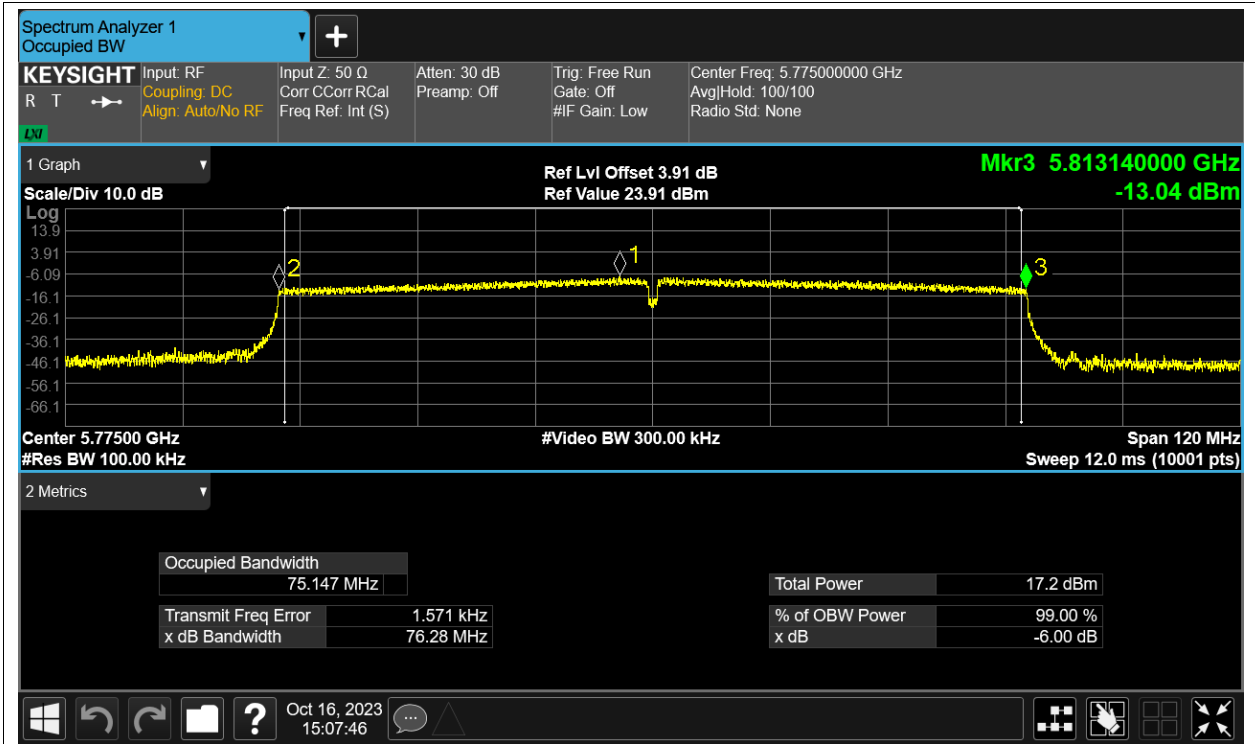 Spectrum Analyzer 1
Occupied BW
KEYSIGHT
R T
LXI
Input: RF
Coupling: DC
Align: Auto/No RF
Input Z: 50 Ω
Corr CCorr RCal
Freq Ref: Int (S)
Atten: 30 dB
Preamp: Off
Trig: Free Run
Gate: Off
#IF Gain: Low
Center Freq: 5.775000000 GHz
Avg|Hold: 100/100
Radio Std: None
1 Graph
Scale/Div 10.0 dB
Ref Lvl Offset 3.91 dB
Ref Value 23.91 dBm
Mkr3 5.813140000 GHz
-13.04 dBm
Log
13.9
3.91
-6.09
-16.1
-26.1
-36.1
-46.1
-56.1
-66.1
2
1
3
Center 5.77500 GHz
#Video BW 300.00 kHz
Span 120 MHz
#Res BW 100.00 kHz
Sweep 12.0 ms (10001 pts)
2 Metrics
Occupied Bandwidth
75.147 MHz
Transmit Freq Error 1.571 kHz
x dB Bandwidth 76.28 MHz
Total Power 17.2 dBm
% of OBW Power 99.00 %
x dB -6.00 dB
Oct 16, 2023
15:07:46